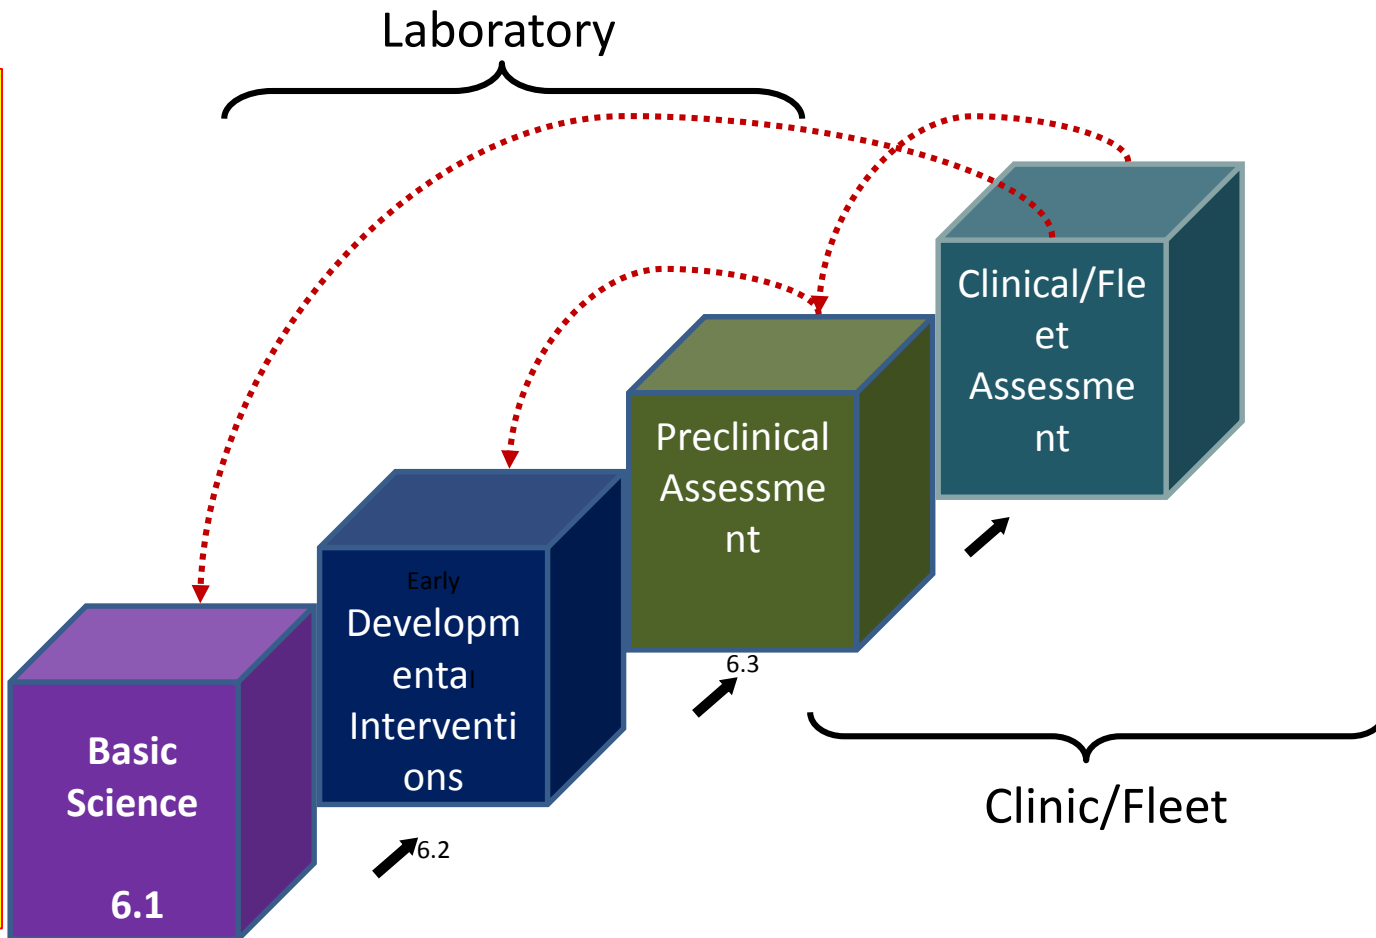 Laboratory
Clinical/Fle
et
Assessme
nt
Preclinical
Assessme
nt
6.3
Early
Developm
ental
Interventi
ons
6.2
Basic
Science
6.1
Clinic/Fleet